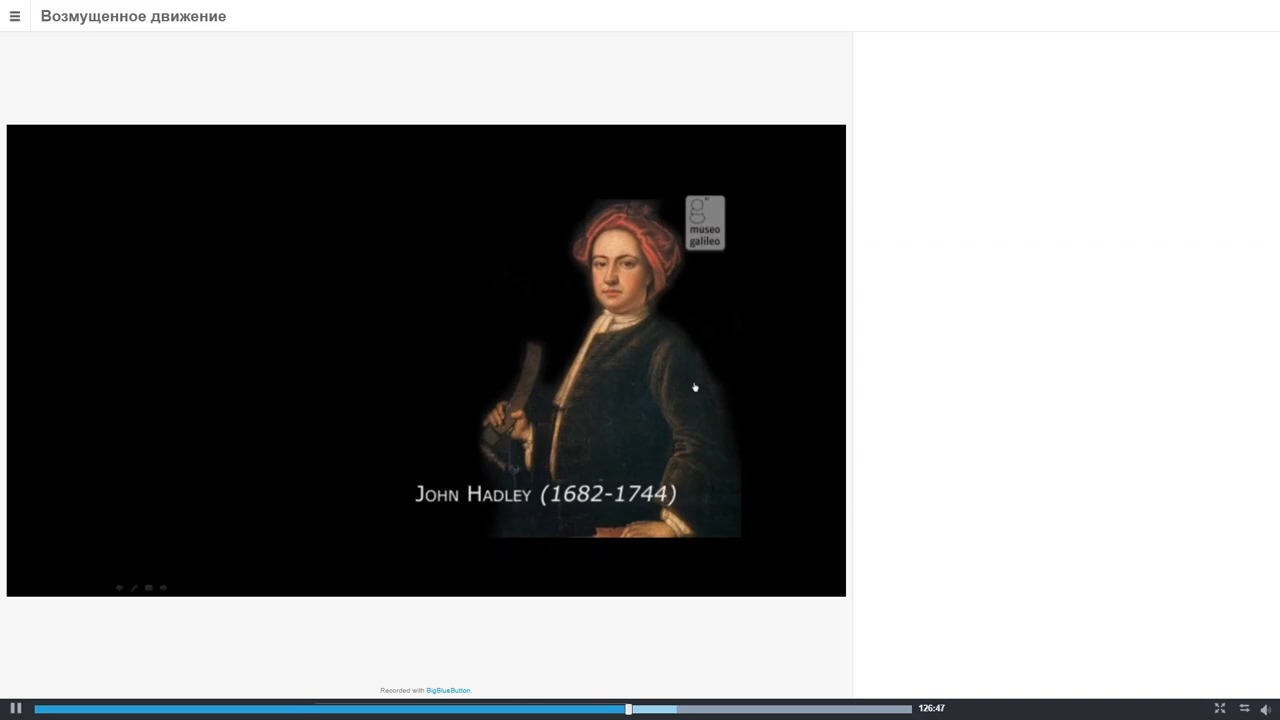 Возмущенное движение
museo
galileo
JOHN HADLEY (1682-1744)
Recorded with BigBlueButton.
126:47